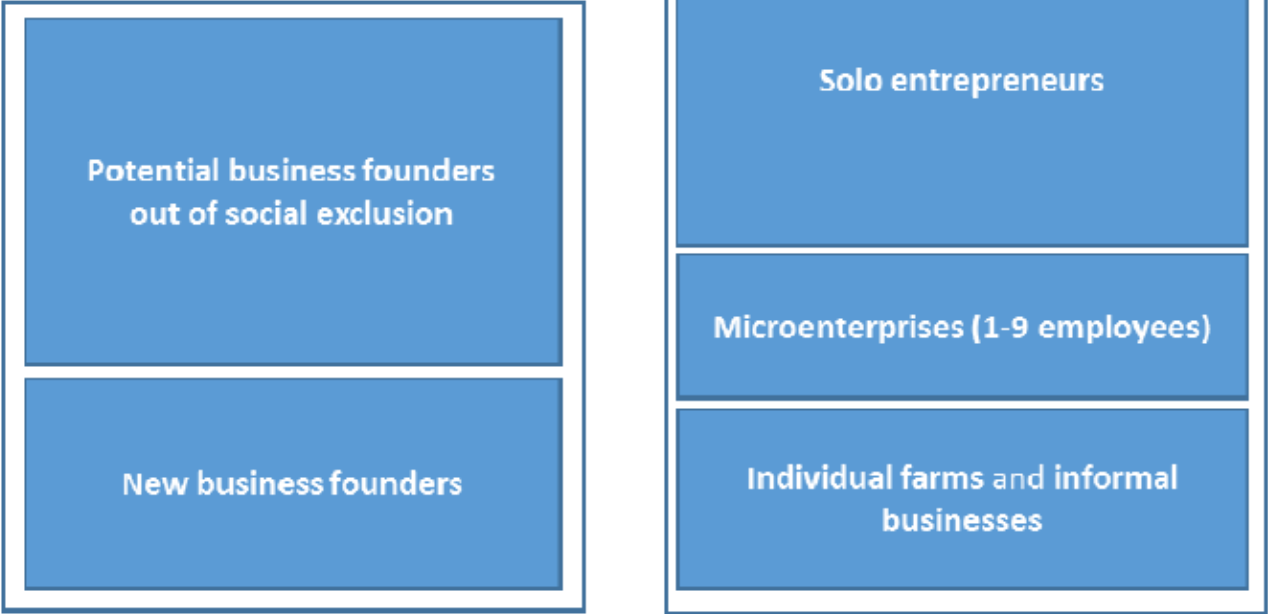 Potential business founders
out of social exclusion
New business founders
Solo entrepreneurs
Microenterprises (1-9 employees)
Individual farms and informal
businesses